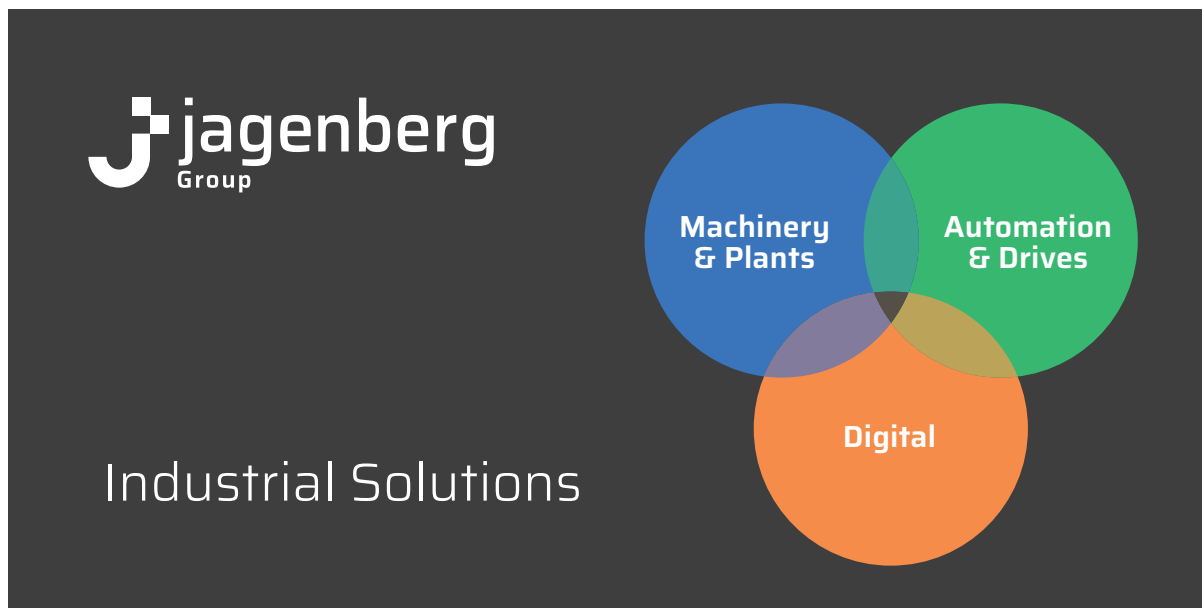 jagenberg
Group
Machinery
& Plants
Automation
& Drives
Digital
Industrial Solutions